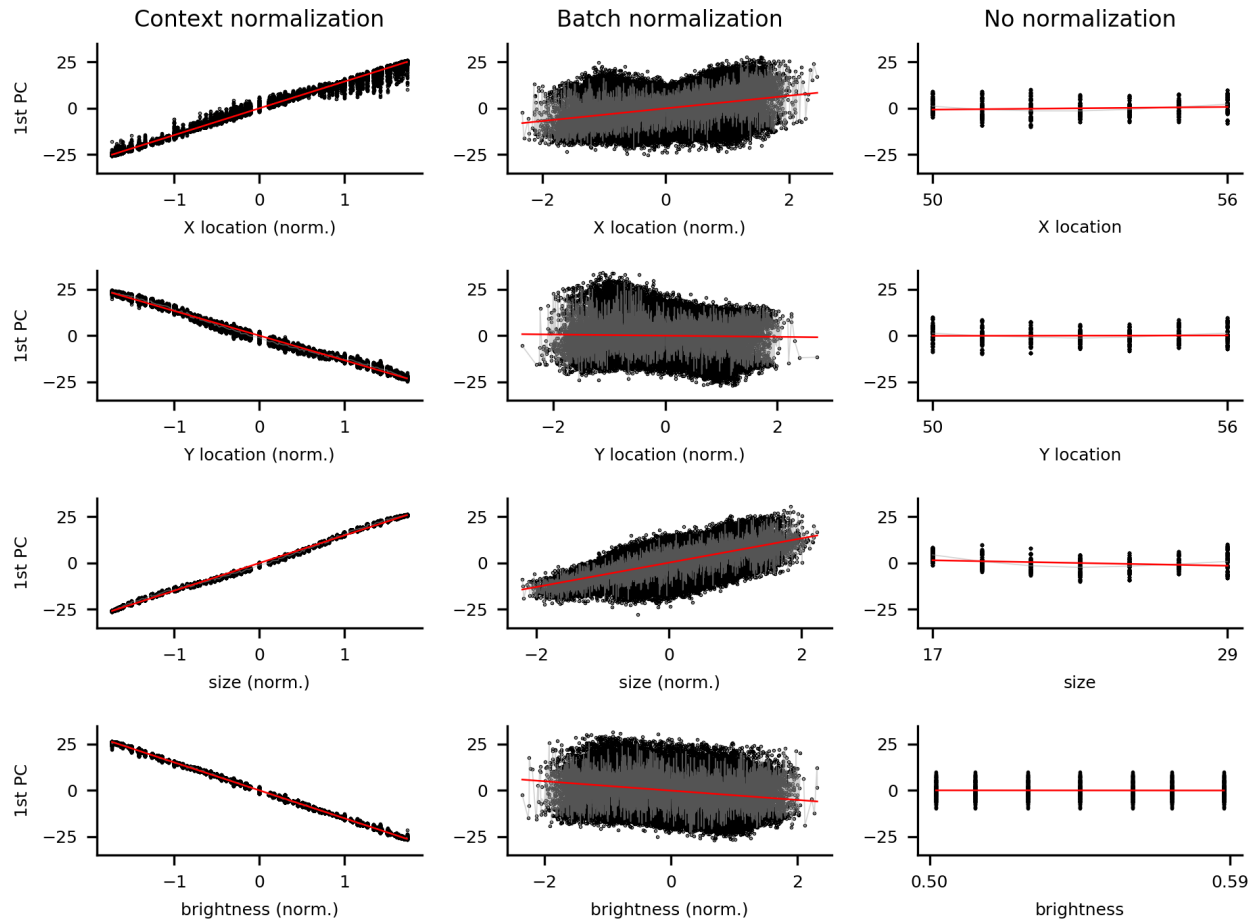 Context normalization Batch normalization No normalization
1st PC 25 0 −25 25 0 −25 25 0 −25
−1 0 1 −2 0 2 50 56
X location (norm.) X location (norm.) X location
1st PC 25 0 −25 25 0 −25 25 0 −25
−1 0 1 −2 0 2 50 56
Y location (norm.) Y location (norm.) Y location
1st PC 25 0 −25 25 0 −25 25 0 −25
−1 0 1 −2 0 2 17 29
size (norm.) size (norm.) size
1st PC 25 0 −25 25 0 −25 25 0 −25
−1 0 1 −2 0 2 0.50 0.59
brightness (norm.) brightness (norm.) brightness